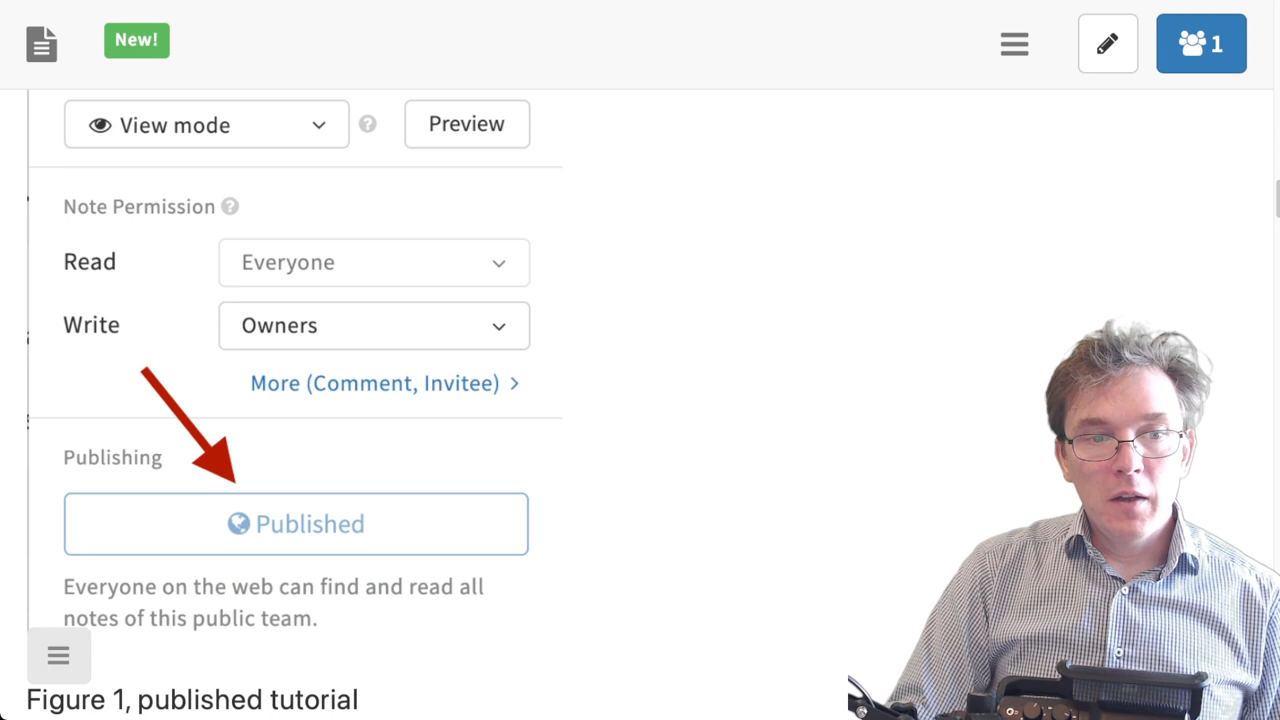 New!
1
View mode
Preview
Note Permission
Read
Everyone
Write
Owners
More (Comment, Invitee)
Publishing
Published
Everyone on the web can find and read all
notes of this public team.
Figure 1, published tutorial